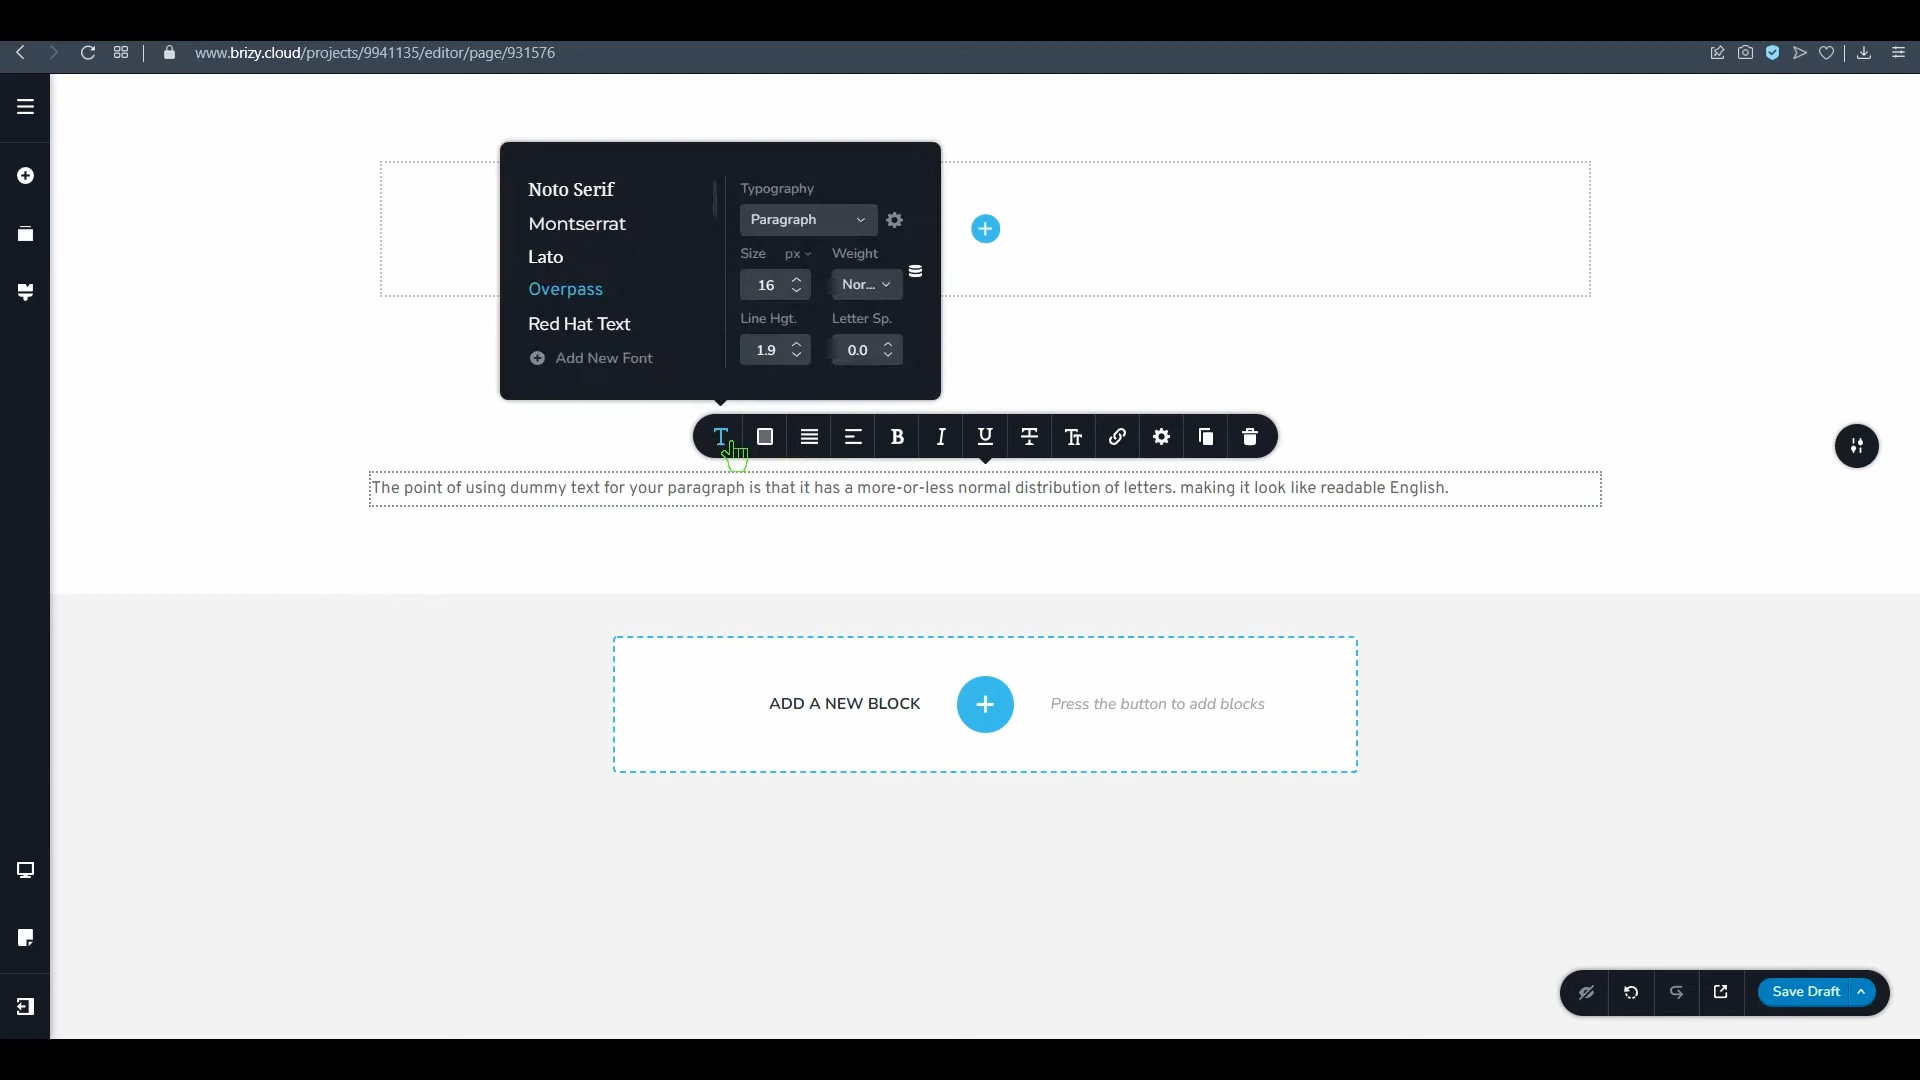 www.brizy.cloud/projects/9941135/editor/page/931576
Noto Serif
Montserrat
Lato
Overpass
Red Hat Text
Add New Font
Typography
Paragraph
Size px Weight
16 Nor...
Line Hgt. Letter Sp.
1.9 0.0
T B I U T Tt
The point of using dummy text for your paragraph is that it has a more-or-less normal distribution of letters. making it look like readable English.
ADD A NEW BLOCK Press the button to add blocks
Save Draft